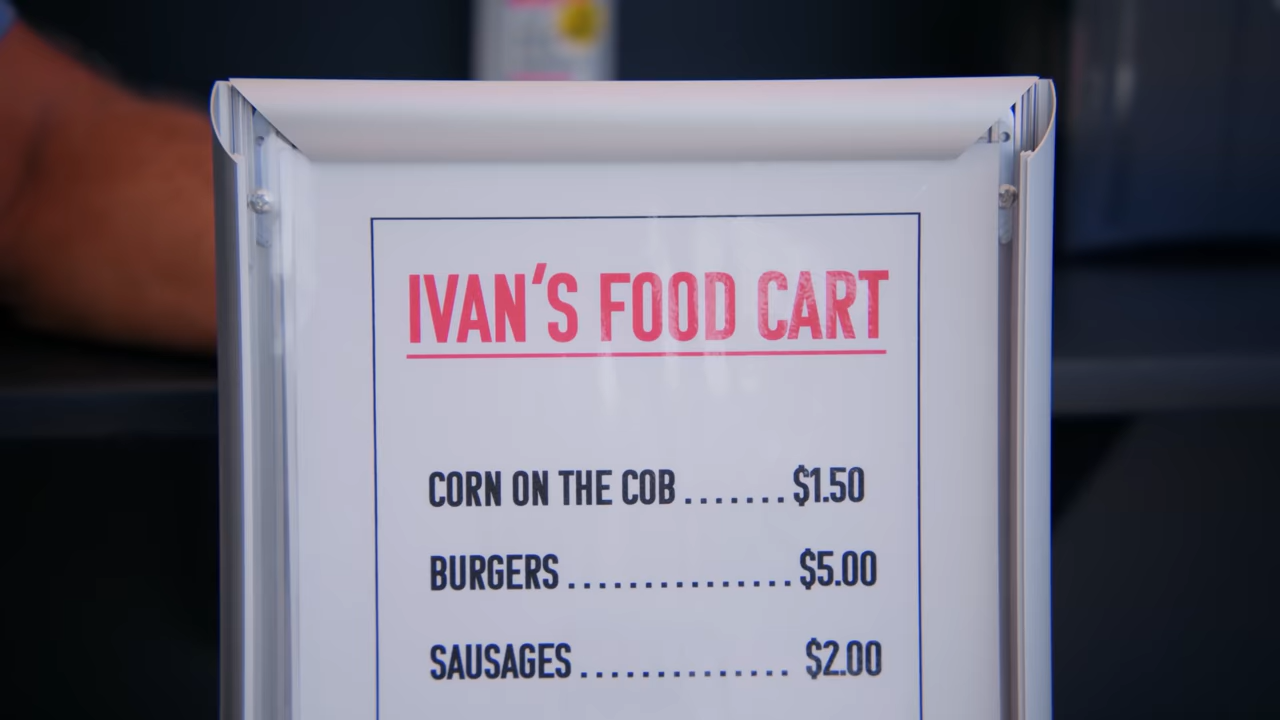 IVAN'S FOOD CART
CORN ON THE COB.......$1.50
BURGERS..............$5.00
SAUSAGES............. $2.00